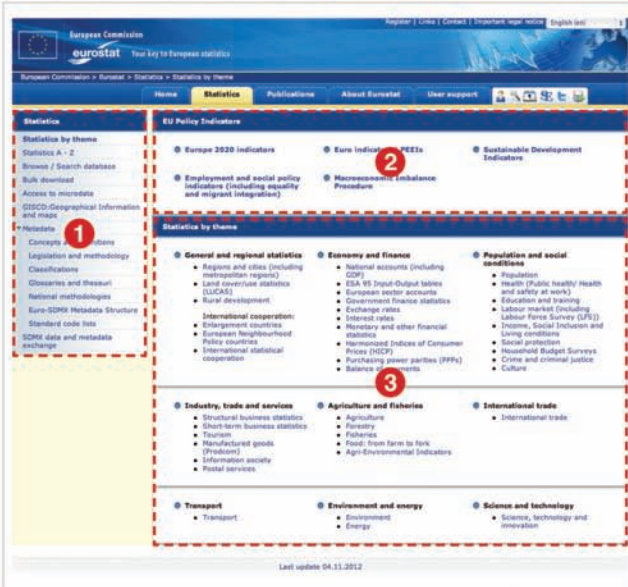 Register | Links | Contact | Important legal notice English (en)
European Commission
eurostat Your key to European statistics
European Commission > Eurostat > Statistics > Statistics by theme
Home Statistics Publications About Eurostat User support
Statistics
Statistics by theme
Statistics A - Z
Browse / Search database
Bulk download
Access to microdata
GISCO:Geographical Information
and maps
Metadata
1
Concepts
Legislation and methodology
Classifications
Glossaries and thesauri
National methodologies
Euro-SDMX Metadata Structure
Standard code lists
SDMX data and metadata
exchange
EU Policy Indicators
Europe 2020 indicators
Euro PEEIs
Sustainable Development
Indicators
2
Employment and social policy
indicators (including equality
and migrant integration)
Macroeconomic Imbalance
Procedure
Statistics by theme
General and regional statistics
Regions and cities (including
metropolitan regions)
Land cover/use statistics
(LUCAS)
Rural development
International cooperation:
Enlargement countries
European Neighbourhood
Policy countries
International statistical
cooperation
Economy and finance
National accounts (including
GDP)
ESA 95 Input-Output tables
European sector accounts
Government finance statistics
Exchange rates
Interest rates
Monetary and other financial
statistics
Harmonized Indices of Consumer
Prices (HICP)
Purchasing power parities (PPPs)
Balance of
3
Population and social
conditions
Population
Health (Public health/ Health
and safety at work)
Education and training
Labour market (including
Labour Force Survey (LFS))
Income, Social Inclusion and
Living conditions
Social protection
Household Budget Surveys
Crime and criminal justice
Culture
Industry, trade and services
Structural business statistics
Short-term business statistics
Tourism
Manufactured goods
(Prodcom)
Information society
Postal services
Agriculture and fisheries
Agriculture
Forestry
Fisheries
Food: from farm to fork
Agri-Environmental Indicators
International trade
International trade
Transport
Transport
Environment and energy
Environment
Energy
Science and technology
Science, technology and
innovation
Last update 04.11.2012